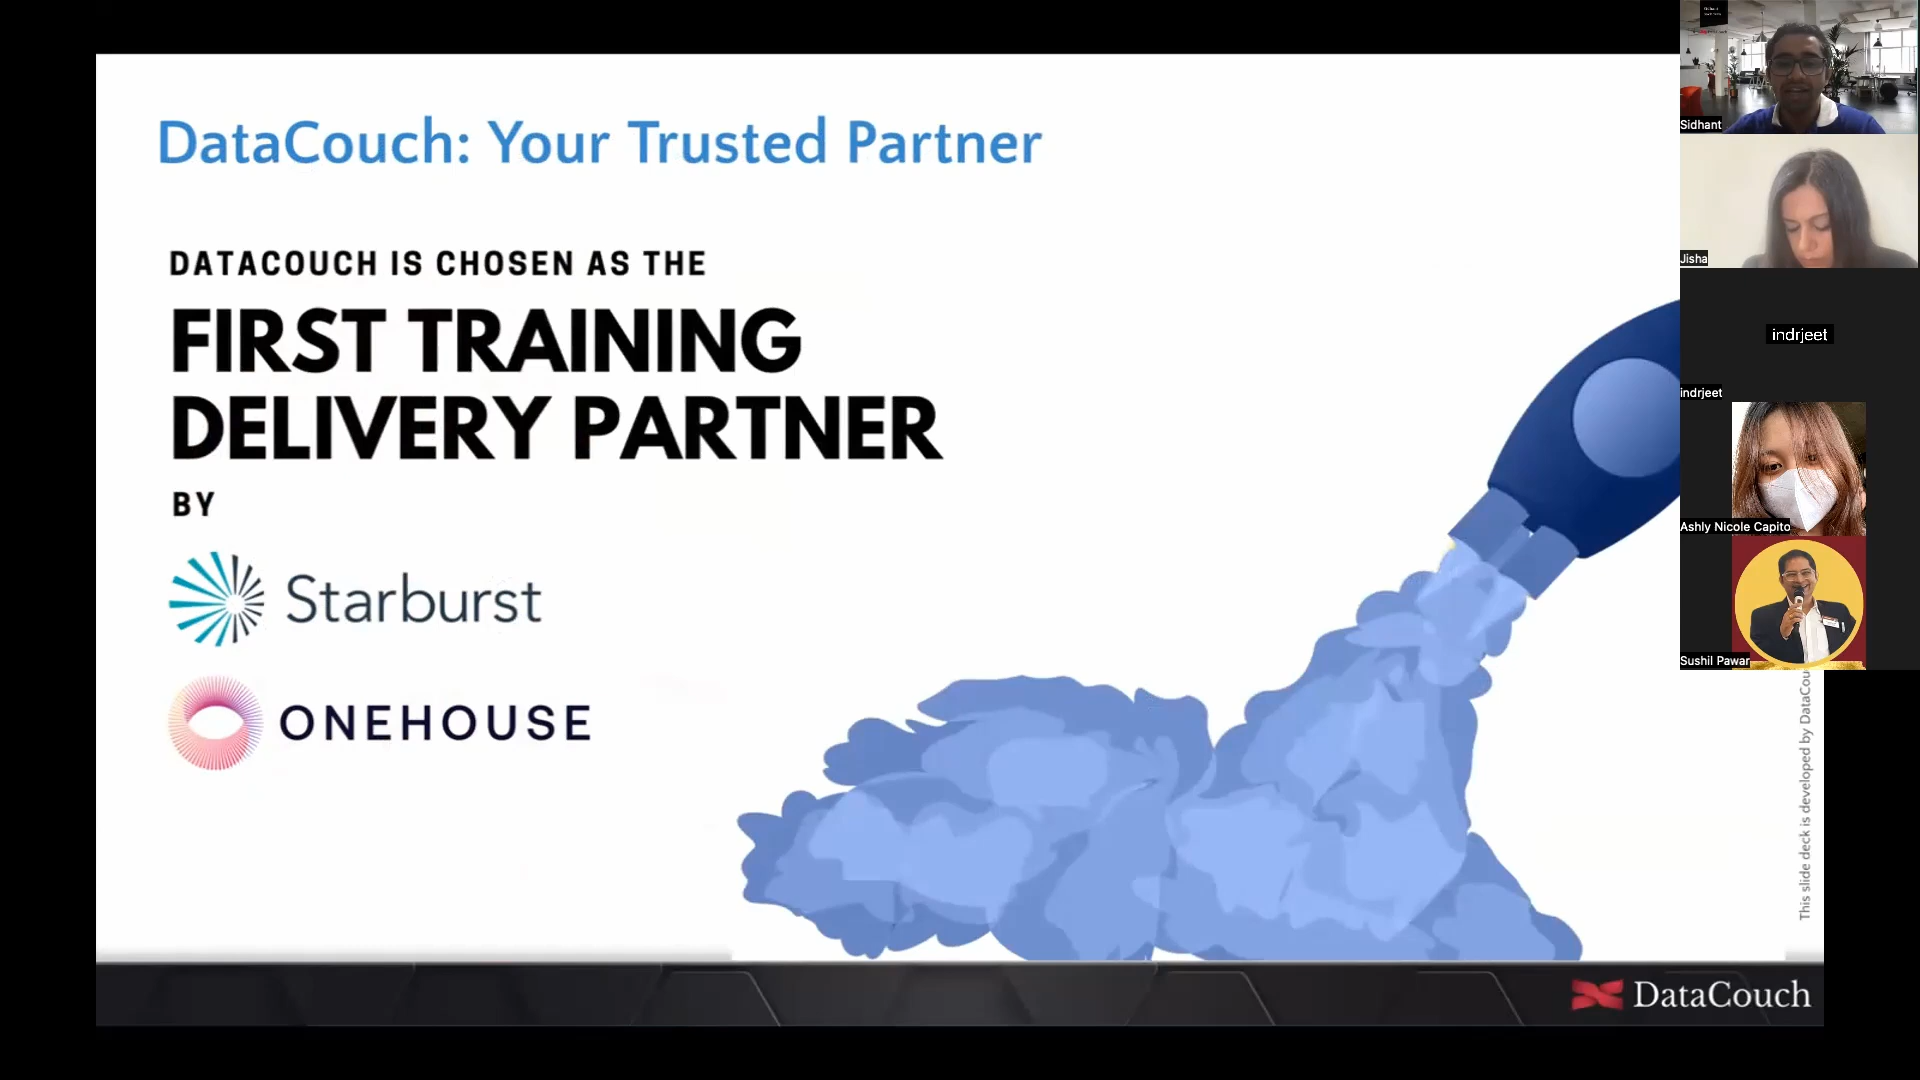 DataCouch: Your Trusted Partner
DATACOUCH IS CHOSEN AS THE
FIRST TRAINING
DELIVERY PARTNER
BY
Starburst
ONEHOUSE
This slide deck is developed by DataCou
DataCouch
Sidhant
Jisha
indrjeet
indrjeet
Ashly Nicole Capito
Sushil Pawar